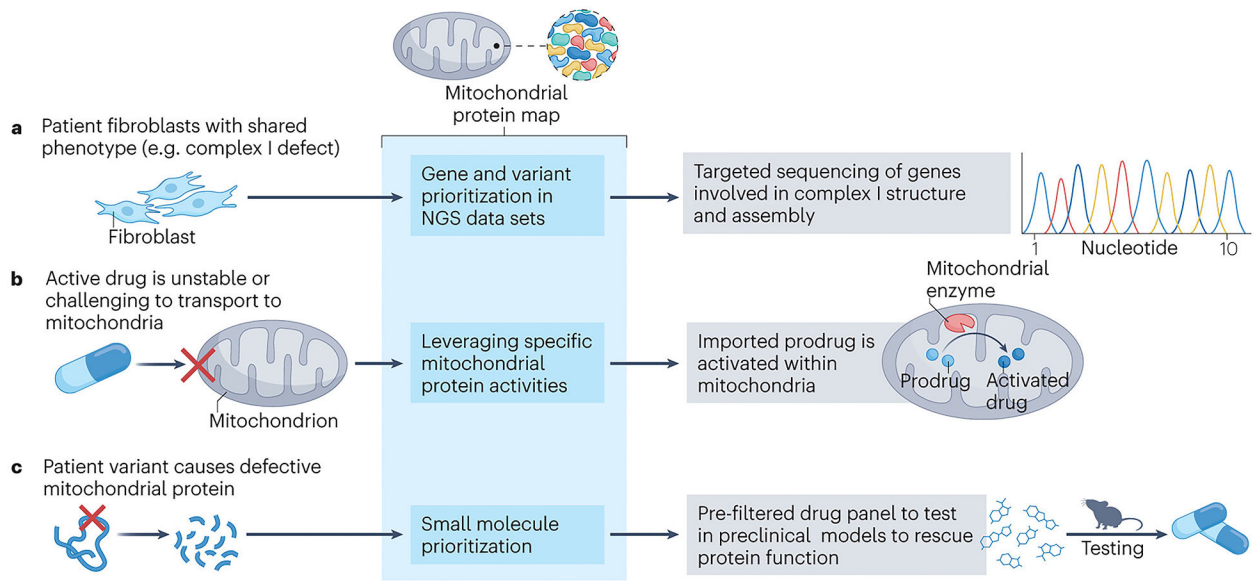 Mitochondrial
protein map
a Patient fibroblasts with shared
phenotype (e.g. complex I defect)
Fibroblast
Gene and variant
prioritization in
NGS data sets
Targeted sequencing of genes
involved in complex I structure
and assembly
1 Nucleotide 10
b Active drug is unstable or
challenging to transport to
mitochondria
Mitochondrion
Leveraging specific
mitochondrial
protein activities
Imported prodrug is
activated within
mitochondria
Mitochondrial
enzyme
Prodrug
Activated
drug
c Patient variant causes defective
mitochondrial protein
Small molecule
prioritization
Pre-filtered drug panel to test
in preclinical models to rescue
protein function
Testing